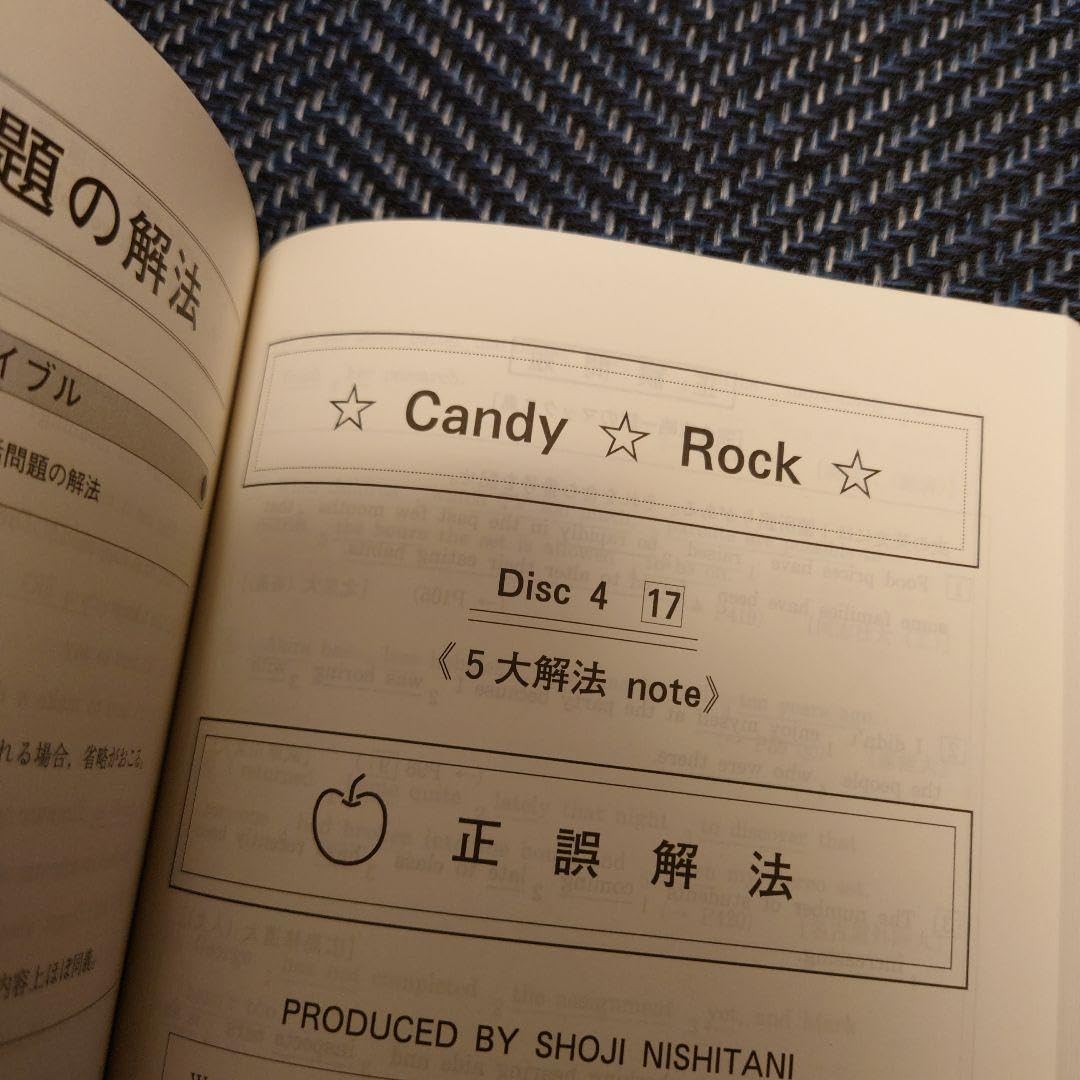 題の解法
イブル
問題の解法
れる場合，省略がおこる。
内容上ほぼ同義。
☆ Candy ☆ Rock ☆
Disc 4 17
《5大解法 note》
正誤解法
PRODUCED BY SHOJI NISHITANI